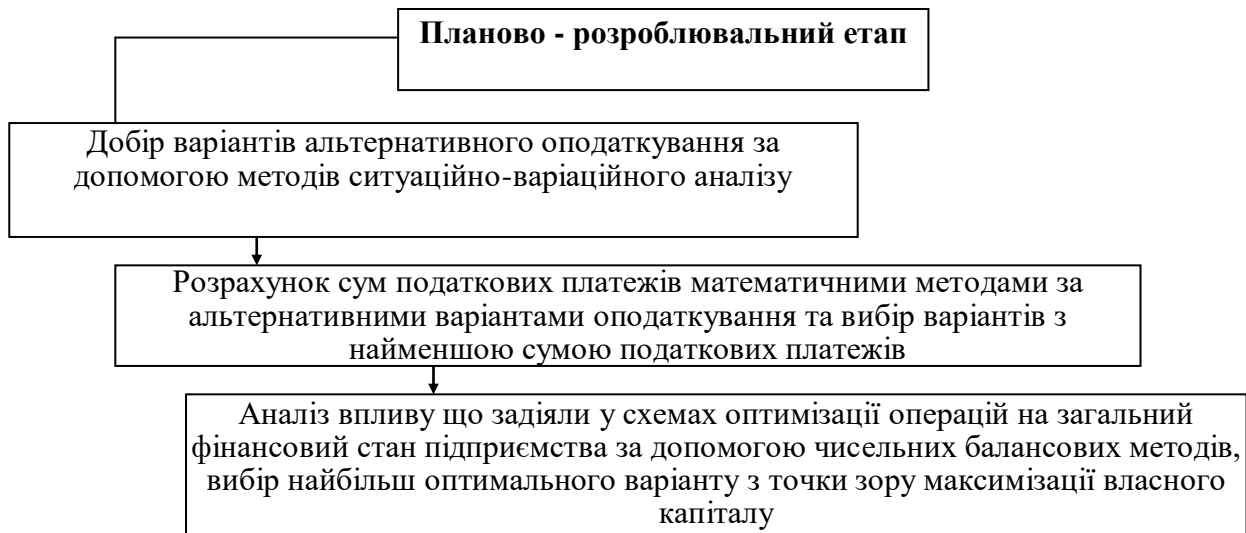 Планово - розроблювальний етап
Добір варіантів альтернативного оподаткування за
допомогою методів ситуаційно-варіаційного аналізу
Розрахунок сум податкових платежів математичними методами за
альтернативними варіантами оподаткування та вибір варіантів з
найменшою сумою податкових платежів
Аналіз впливу що задіяли у схемах оптимізації операцій на загальний
фінансовий стан підприємства за допомогою чисельних балансових методів,
вибір найбільш оптимального варіанту з точки зору максимізації власного
капіталу